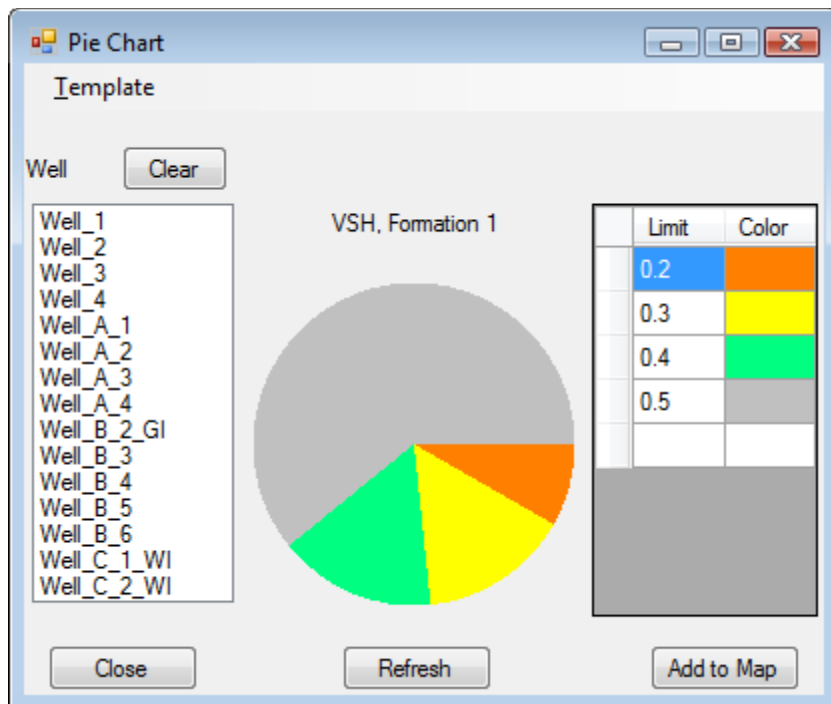 Pie Chart
Template
Well
Clear
Well_1
Well_2
Well_3
Well_4
Well_A_1
Well_A_2
Well_A_3
Well_A_4
Well_B_2_GI
Well_B_3
Well_B_4
Well_B_5
Well_B_6
Well_C_1_WI
Well_C_2_WI
VSH, Formation 1
Limit Color
0.2
0.3
0.4
0.5
Close
Refresh
Add to Map